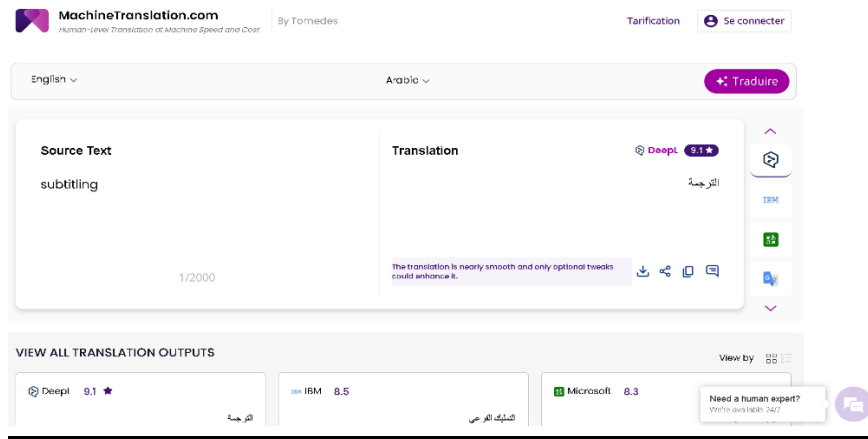 MachineTranslation.com
Human-Level Translation at Machine Speed and Cost
By Tomedes
Tarification
Se connecter
English
Arabic
Traduire
Source Text
Translation
DeepL 9.1
subtitling
الترجمة
IBM
1/2000
The translation is nearly smooth and only optional tweaks
could enhance it.
VIEW ALL TRANSLATION OUTPUTS
View by
DeepL 9.1
IBM IBM 8.5
Microsoft 8.3
الترجمة
Need a human expert?
We're available 24/7